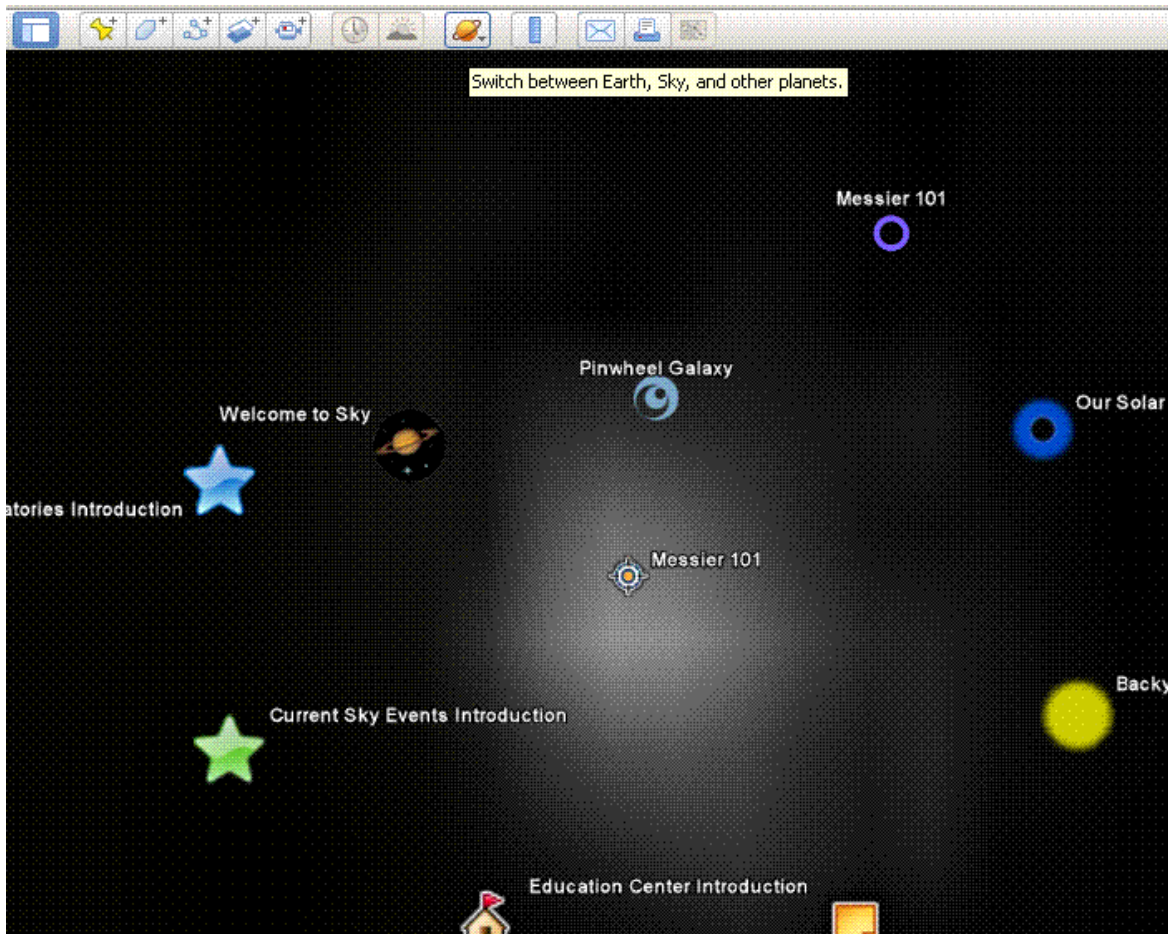 Switch between Earth, Sky, and other planets.
Messier 101
Pinwheel Galaxy
Our Solar
Welcome to Sky
atories Introduction
Messier 101
Backy
Current Sky Events Introduction
Education Center Introduction